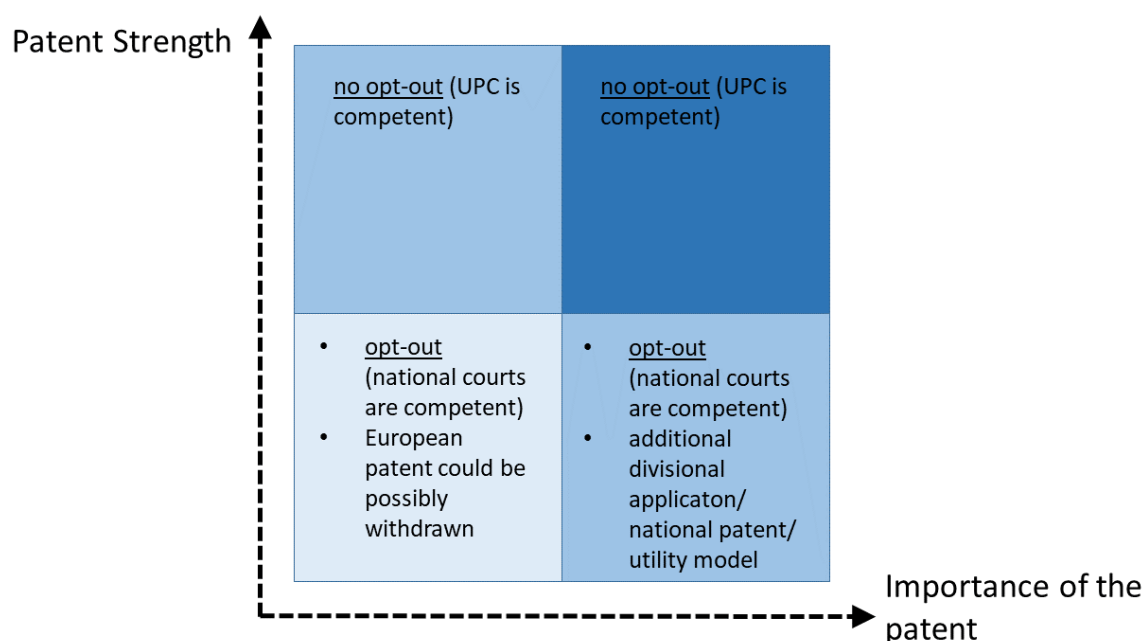 Patent Strength
no opt-out (UPC is
competent)
no opt-out (UPC is
competent)
• opt-out
(national courts
are competent)
• European
patent could be
possibly
withdrawn
• opt-out
(national courts
are competent)
• additional
divisional
applicaton/
national patent/
utility model
Importance of the
patent